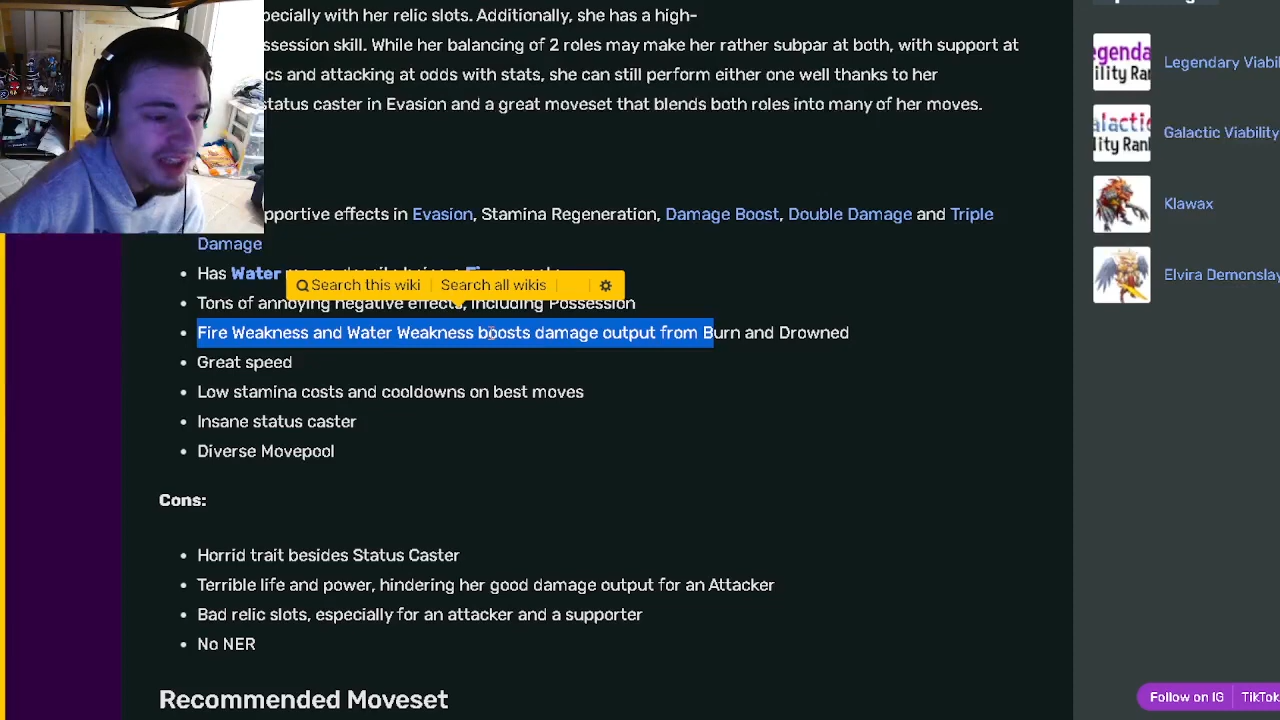 pecially with her relic slots. Additionally, she has a high-
ssession skill. While her balancing of 2 roles may make her rather subpar at both, with support at
cs and attacking at odds with stats, she can still perform either one well thanks to her
status caster in Evasion and a great moveset that blends both roles into many of her moves.
pportive effects in Evasion, Stamina Regeneration, Damage Boost, Double Damage and Triple
Damage
Has Water
Search this wiki
Search all wikis
Tons of annoying negative effects, including Possession
Fire Weakness and Water Weakness boosts damage output from Burn and Drowned
Great speed
Low stamina costs and cooldowns on best moves
Insane status caster
Diverse Movepool
Cons:
Horrid trait besides Status Caster
Terrible life and power, hindering her good damage output for an Attacker
Bad relic slots, especially for an attacker and a supporter
No NER
Recommended Moveset
egenda
ility Ran
Legendary Viabil
alactic
lity Rank
Galactic Viability
Klawax
Elvira Demonslay
Follow on IG
TikTok